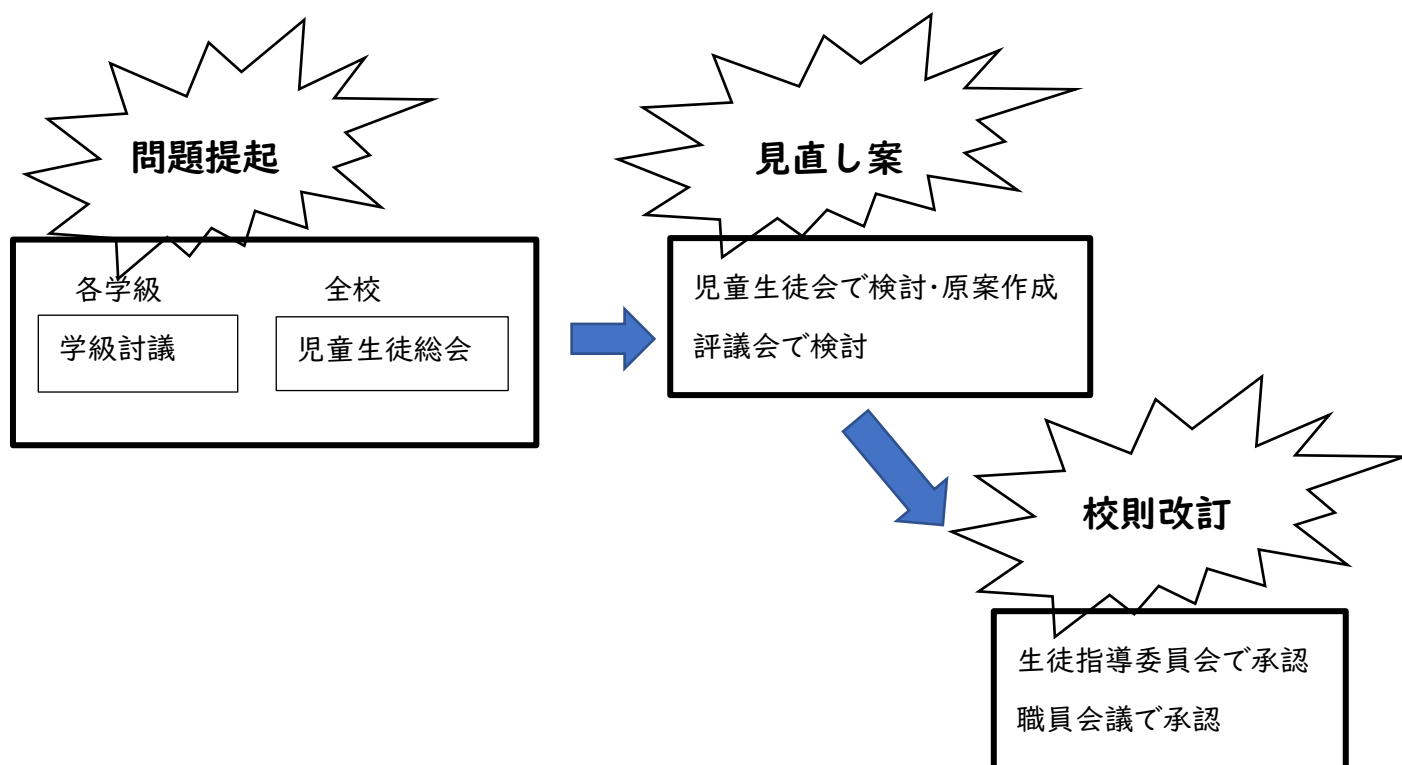 問題提起
各学級
全校
学級討議
児童生徒総会
見直し案
児童生徒会で検討・原案作成
評議会で検討
校則改訂
生徒指導委員会で承認
職員会議で承認